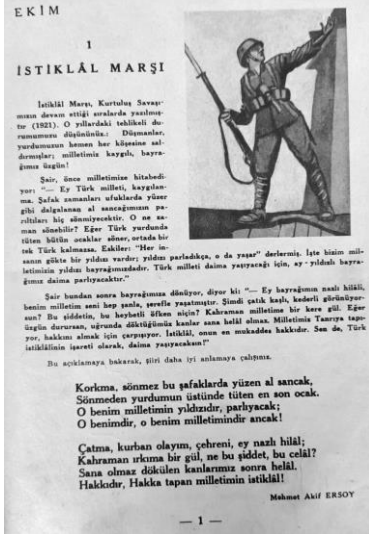 EKİM
1
İSTİKLÂL MARŞI
İstiklâl Marşı, Kurtuluş Savaşı-
mızın devam ettiği sıralarda yazılmış-
tır (1921). O yıllardaki tehlikeli du-
rumumuzu düşününüz.: Düşmanlar,
yurdumuzun hemen her köşesine sal-
dırmışlar; milletimiz kaygılı, bayra-
ğımız üzgün!
Şair, önce milletimize hitabedi-
yor: "— Ey Türk milleti, kaygılan-
ma. Şafak zamanları ufuklarda yüzer
gibi dalgalanan al sancağımızın pa-
rıltıları hiç sönmiyecektir. O ne za-
man sönebilir? Eğer Türk yurdunda
tüten bütün ocaklar söner, ortada bir
tek Türk kalmazsa. Eskiler: "Her in-
sanın gökte bir yıldızı vardır; yıldızı parladıkça, o da yaşar" derlermiş. İşte bizim mil-
letimizin yıldızı bayrağımızdadır. Türk milleti daima yaşıyacağı için, ay - yıldızlı bayra-
ğımız daima parlıyacaktır."
Şair bundan sonra bayrağımıza dönüyor, diyor ki: "— Ey bayrağımın nazlı hilâli,
benim milletim seni hep şanla, şerefle yaşatmıştır. Şimdi çatık kaşlı, kederli görünüyor-
sun? Bu şiddetin, bu heybetli öfken niçin? Kahraman milletime bir kere gül. Eğer
üzgün durursan, uğrunda döktüğümüz kanlar sana helâl olmaz. Milletimiz Tanrıya tapı-
yor, hakkını almak için çarpışıyor. İstiklâl, onun en mukaddes hakkıdır. Sen de, Türk
istiklâlinin işareti olarak, daima yaşıyacaksın!"
Bu açıklamaya bakarak, şiiri daha iyi anlamaya çalışınız.
Korkma, sönmez bu şafaklarda yüzen al sancak,
Sönmeden yurdumun üstünde tüten en son ocak.
O benim milletimin yıldızıdır, parlıyacak;
O benimdir, o benim milletimindir ancak!
Çatma, kurban olayım, çehreni, ey nazlı hilâl;
Kahraman ırkıma bir gül, ne bu şiddet, bu celâl?
Sana olmaz dökülen kanlarımız sonra helâl.
Hakkıdır, Hakka tapan milletimin istiklâl!
Mehmet Akif ERSOY
— 1 —